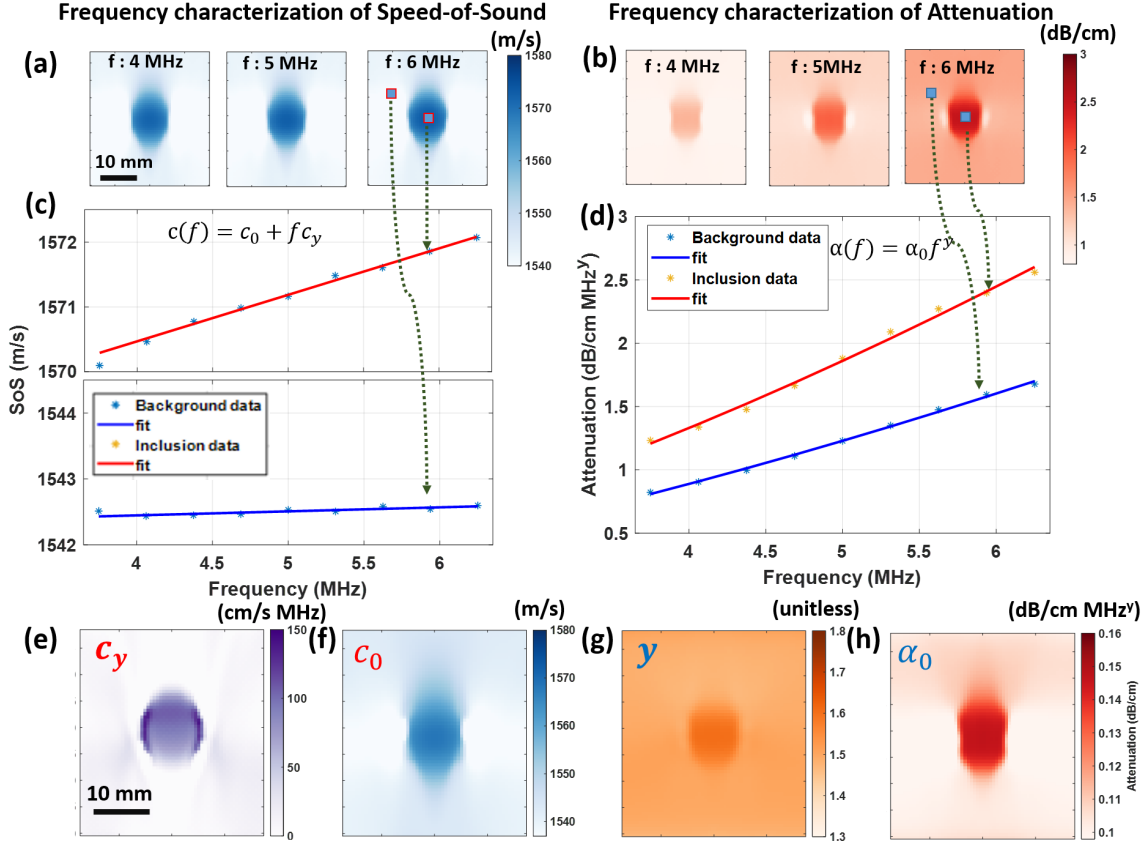 Frequency characterization of Speed-of-Sound
Frequency characterization of Attenuation
(m/s)
(dB/cm)
(a)
f : 4 MHz
f : 5 MHz
f : 6 MHz
10 mm
1580
1570
1560
1550
1540
(b)
f : 4 MHz
f : 5MHz
f : 6 MHz
3
2.5
2
1.5
1
(c)
c(f) = c₀ + fc_y
1572
1571
1570
1544
1543
1542
SoS (m/s)
Background data
fit
Inclusion data
fit
4
4.5
5
5.5
6
Frequency (MHz)
(d)
α(f) = α₀f^y
3
2.5
2
1.5
1
0.5
Attenuation (dB/cm MHz^y)
Background data
fit
Inclusion data
fit
4
4.5
5
5.5
6
Frequency (MHz)
(cm/s MHz)
(m/s)
(unitless)
(dB/cm MHz^y)
(e)
c_y
10 mm
150
100
50
0
(f)
c₀
1580
1570
1560
1550
1540
(g)
y
1.8
1.7
1.6
1.5
1.4
1.3
(h)
α₀
0.16
0.15
0.14
0.13
0.12
0.11
0.1
Attenuation (dB/cm)